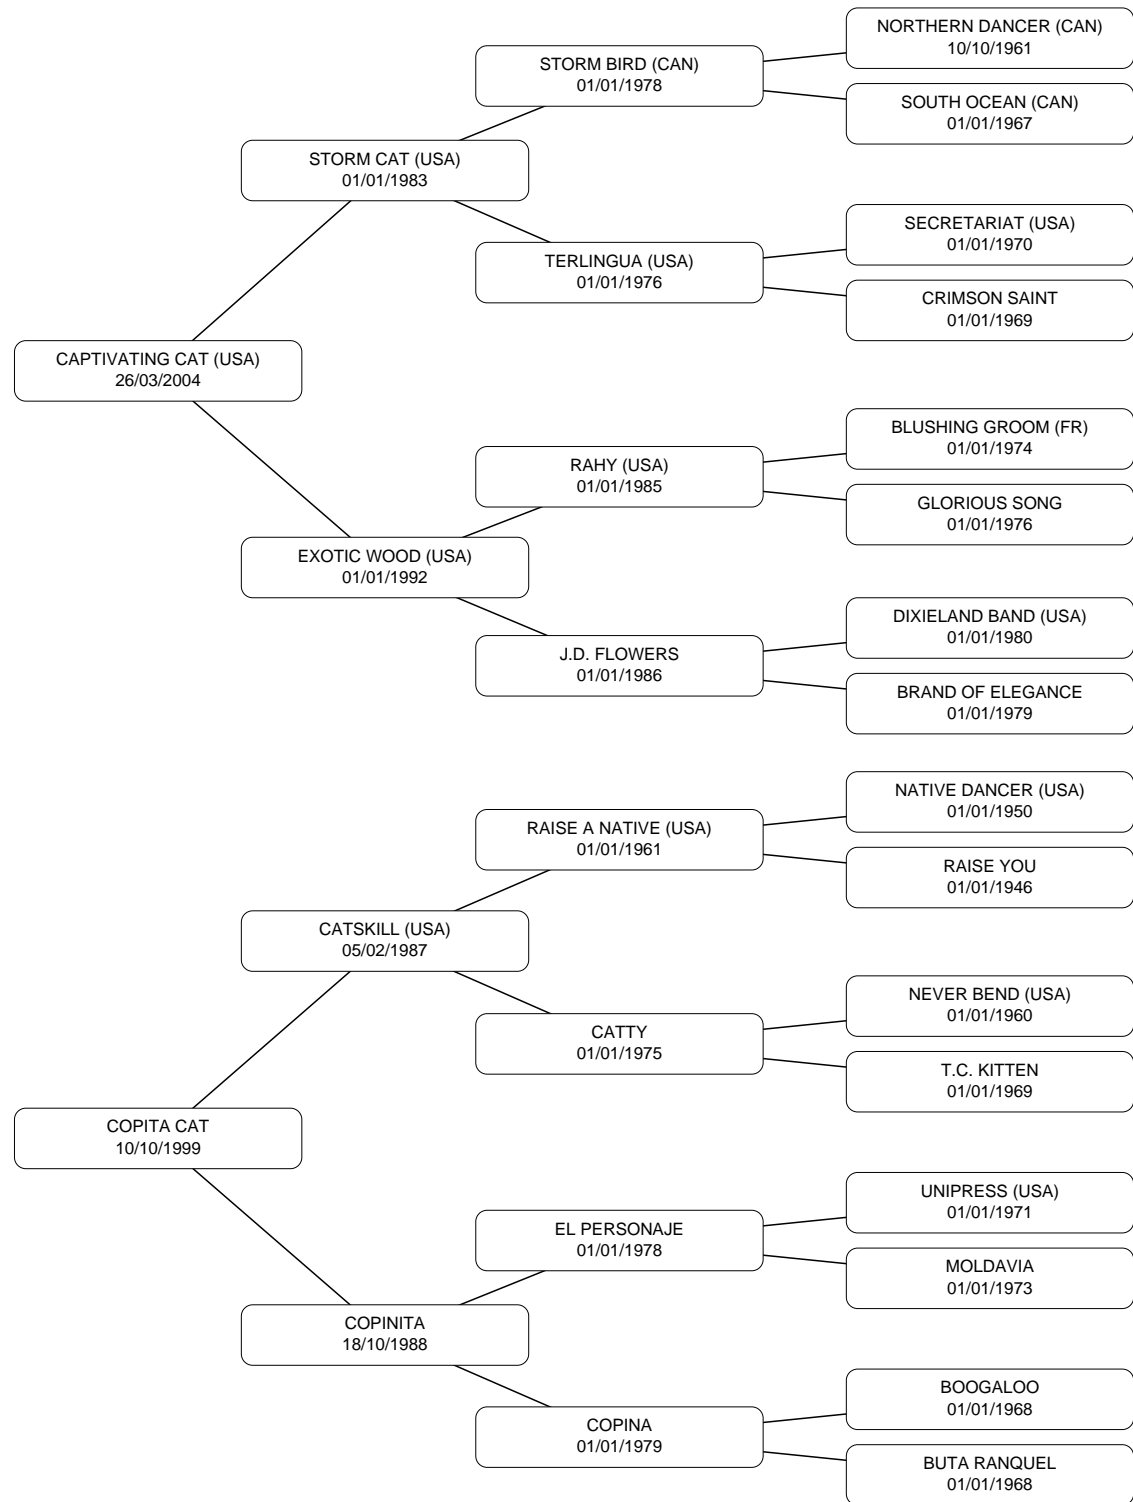 NORTHERN DANCER (CAN)
10/10/1961
STORM BIRD (CAN)
01/01/1978
SOUTH OCEAN (CAN)
01/01/1967
STORM CAT (USA)
01/01/1983
SECRETARIAT (USA)
01/01/1970
TERLINGUA (USA)
01/01/1976
CRIMSON SAINT
01/01/1969
CAPTIVATING CAT (USA)
26/03/2004
BLUSHING GROOM (FR)
01/01/1974
RAHY (USA)
01/01/1985
GLORIOUS SONG
01/01/1976
EXOTIC WOOD (USA)
01/01/1992
DIXIELAND BAND (USA)
01/01/1980
J.D. FLOWERS
01/01/1986
BRAND OF ELEGANCE
01/01/1979
NATIVE DANCER (USA)
01/01/1950
RAISE A NATIVE (USA)
01/01/1961
RAISE YOU
01/01/1946
CATSKILL (USA)
05/02/1987
NEVER BEND (USA)
01/01/1960
CATTY
01/01/1975
T.C. KITTEN
01/01/1969
COPITA CAT
10/10/1999
UNIPRESS (USA)
01/01/1971
EL PERSONAJE
01/01/1978
MOLDAVIA
01/01/1973
COPINITA
18/10/1988
BOOGALOO
01/01/1968
COPINA
01/01/1979
BUTA RANQUEL
01/01/1968